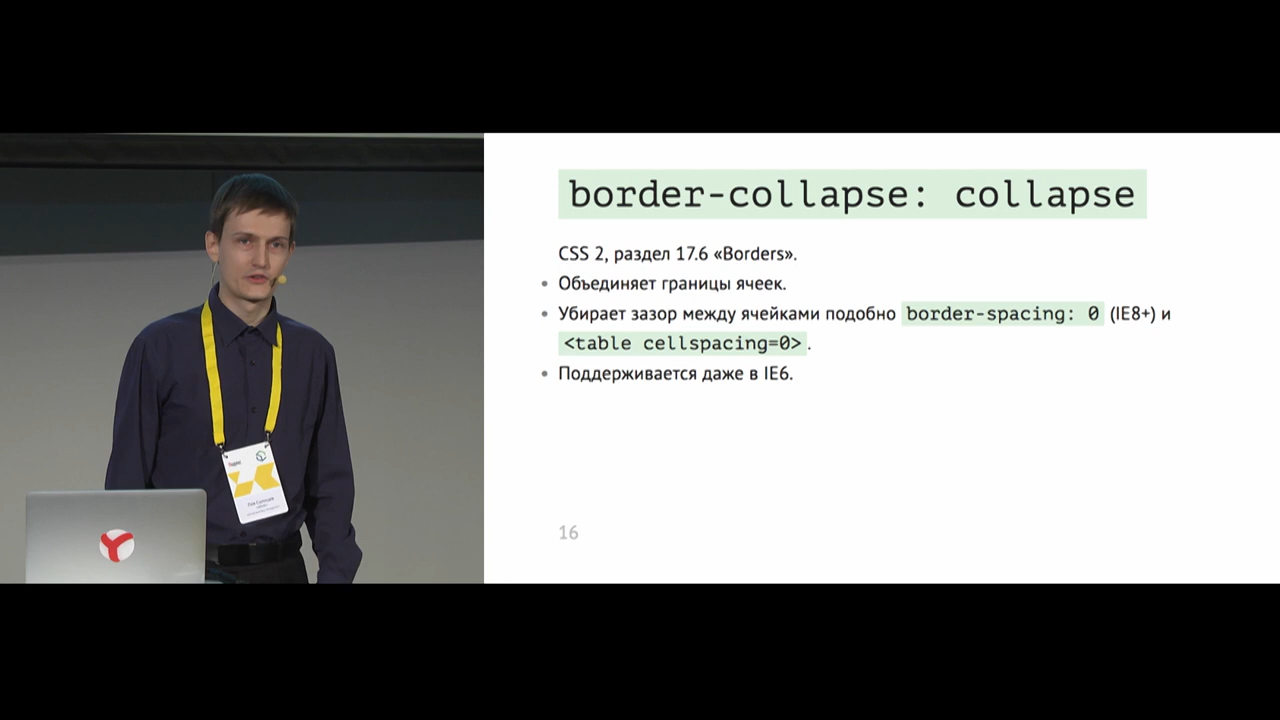 border-collapse: collapse
CSS 2, раздел 17.6 «Borders».
Объединяет границы ячеек.
Убирает зазор между ячейками подобно border-spacing: 0 (IE8+) и
<table cellspacing=0>.
Поддерживается даже в IE6.
16
Яндекс